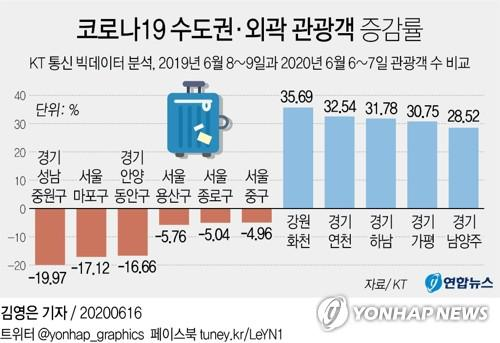 코로나19 수도권·외곽 관광객 증감률
KT 통신 빅데이터 분석, 2019년 6월 8~9일과 2020년 6월 6~7일 관광객 수 비교
40
30
20
10
0
-10
-20
단위: %
35.69 32.54 31.78 30.75 28.52
경기 성남 중원구
서울 마포구
경기 안양 동안구
서울 용산구
서울 종로구
서울 중구
강원 화천
경기 연천
경기 하남
경기 가평
경기 남양주
-19.97 -17.12 -16.66 -5.76 -5.04 -4.96
자료/ KT 연합뉴스
김영은 기자 / 20200616
트위터 @yonhap_graphics 페이스북 tuney.kr/LeYN1
YONHAP NEWS